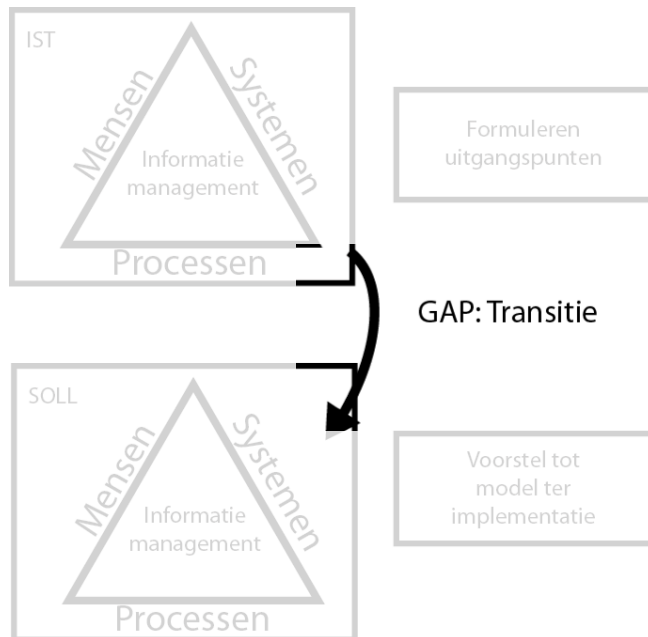 IST
Mensen
Systemen
Informatie
management
Processen
Formuleren
uitgangspunten
GAP: Transitie
SOLL
Mensen
Systemen
Informatie
management
Processen
Voorstel tot
model ter
implementatie